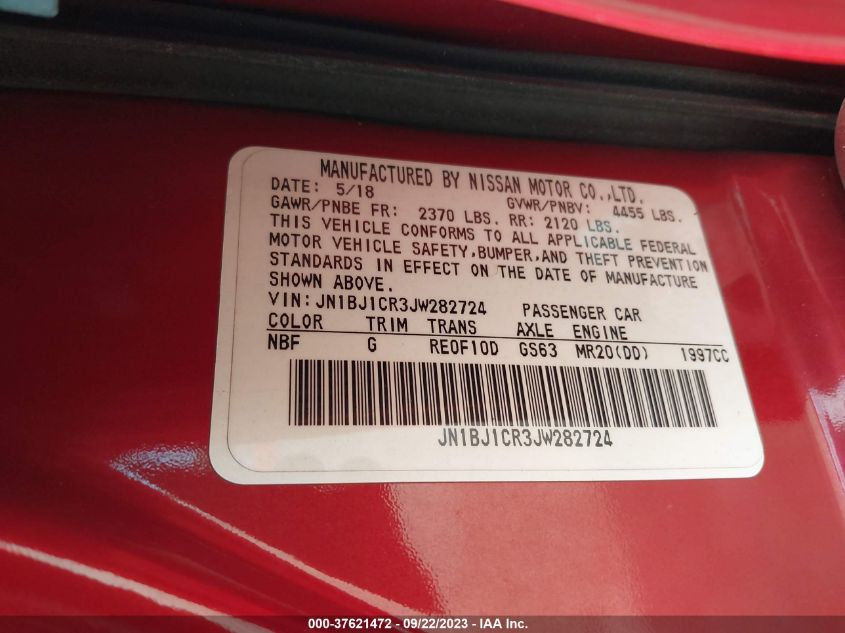 MANUFACTURED BY NISSAN MOTOR CO.,LTD.
DATE: 5/18 GVWR/PNBV: 4455 LBS.
GAWR/PNBE FR: 2370 LBS. RR: 2120 LBS.
THIS VEHICLE CONFORMS TO ALL APPLICABLE FEDERAL
MOTOR VEHICLE SAFETY,BUMPER,AND THEFT PREVENTION
STANDARDS IN EFFECT ON THE DATE OF MANUFACTURE
SHOWN ABOVE.
VIN:JN1BJ1CR3JW282724 PASSENGER CAR
COLOR TRIM TRANS AXLE ENGINE
NBF G RE0F10D GS63 MR20(DD) 1997CC
JN1BJ1CR3JW282724
000-37621472 - 09/22/2023 - Copyright © IAA, Inc.